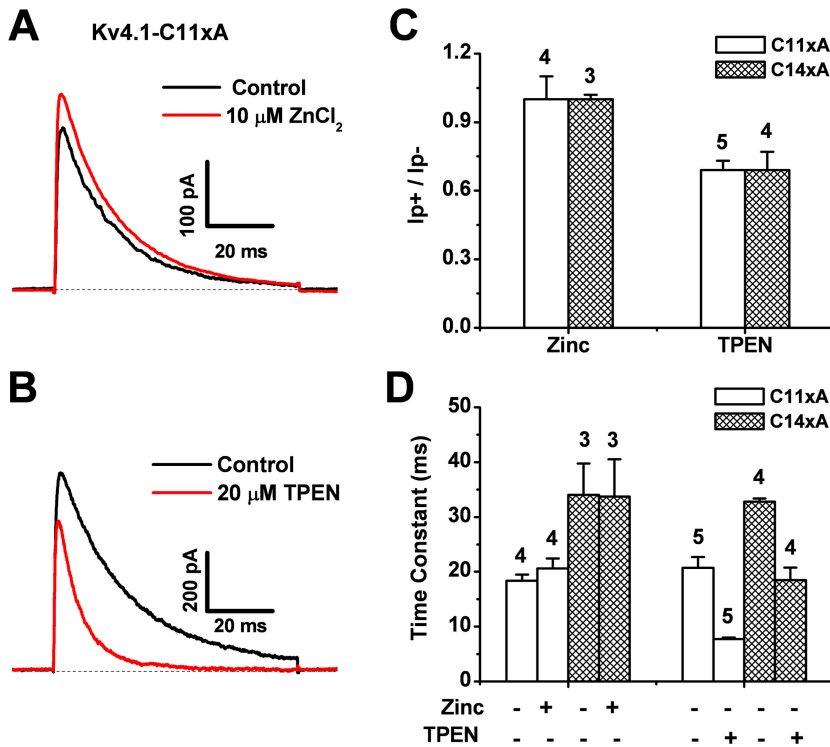 A
Kv4.1-C11xA
Control
10 μM ZnCl2
100 pA
20 ms
B
Control
20 μM TPEN
200 pA
20 ms
C
C11xA
C14xA
Ip+ / Ip-
1.2
0.9
0.6
0.3
0.0
4
3
5
4
Zinc
TPEN
D
C11xA
C14xA
Time Constant (ms)
50
40
30
20
10
0
4
4
3
3
5
5
4
4
Zinc - + - + - - - -
TPEN - - - - - + - +